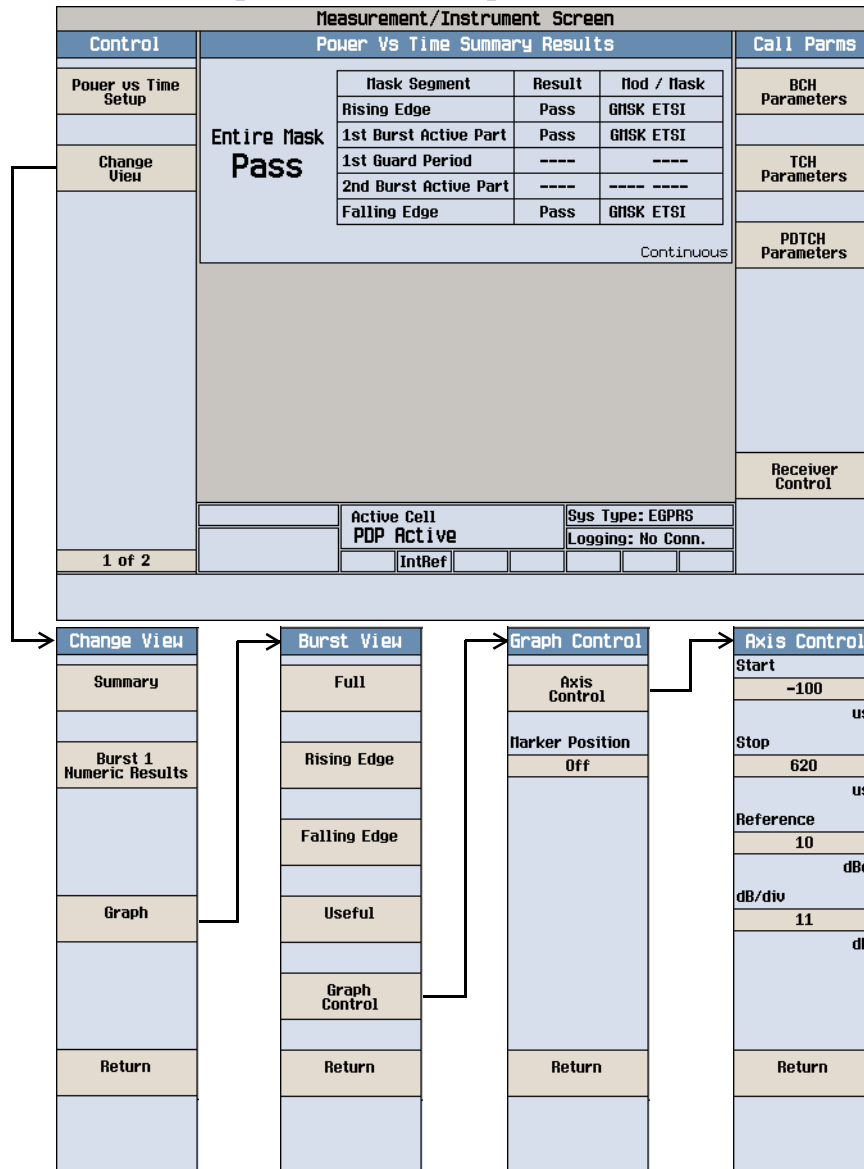 Measurement/Instrument Screen
Control
Power Vs Time Summary Results
Call Parms
Power vs Time
Setup
Change
View
1 of 2
Entire Mask
Pass
Mask Segment Result Mod / Mask
Rising Edge Pass GMSK ETSI
1st Burst Active Part Pass GMSK ETSI
1st Guard Period ---- ----
2nd Burst Active Part ---- ---- ----
Falling Edge Pass GMSK ETSI
Continuous
BCH
Parameters
TCH
Parameters
PDTCH
Parameters
Receiver
Control
Active Cell
PDP Active
Sys Type: EGPRS
Logging: No Conn.
IntRef
Change View
Summary
Burst 1
Numeric Results
Graph
Return
Burst View
Full
Rising Edge
Falling Edge
Useful
Graph
Control
Return
Graph Control
Axis
Control
Marker Position
Off
Return
Axis Control
Start
-100
us
Stop
620
us
Reference
10
dB/div
11
Return